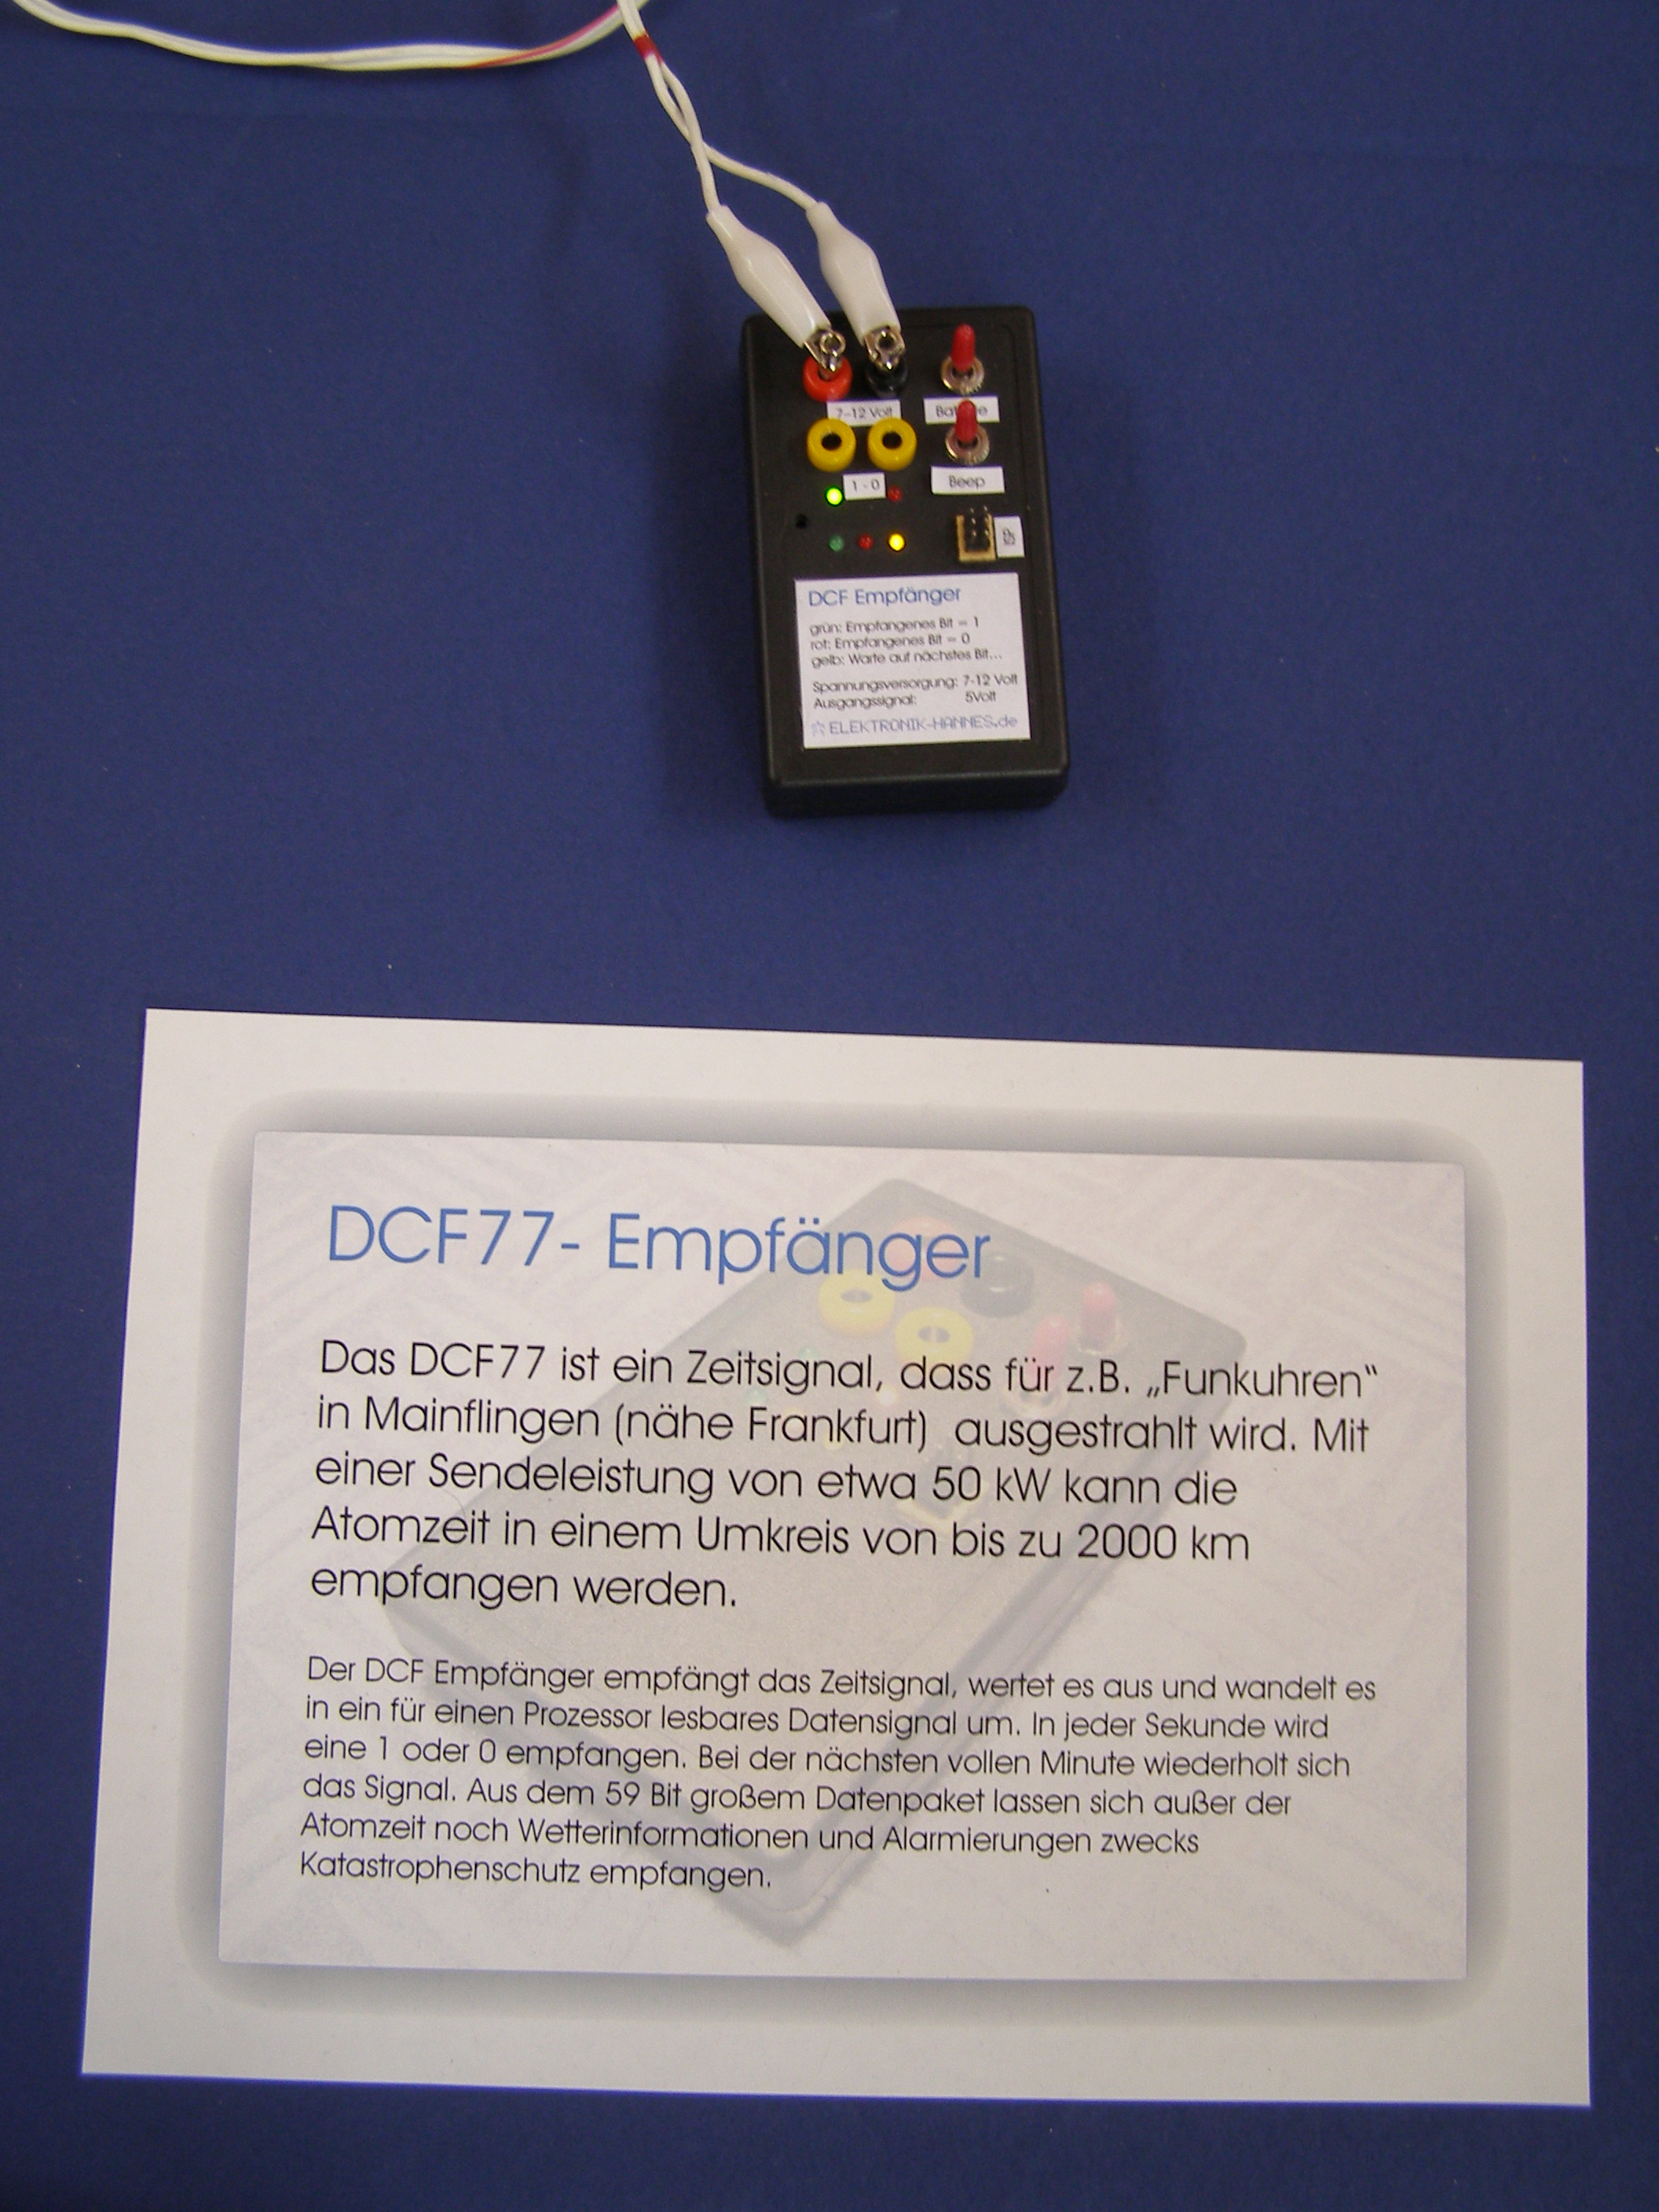 7-12 Volt
1 - 0
Beep
DCF Empfänger
grün: Empfangenes Bit = 1
rot: Empfangenes Bit = 0
gelb: Warte auf nächstes Bit...
Spannungsversorgung: 7-12 Volt
Ausgangssignal: 5Volt
ELEKTRONIK-HANNES.de
DCF77- Empfänger
Das DCF77 ist ein Zeitsignal, dass für z.B. „Funkuhren“
in Mainflingen (nähe Frankfurt) ausgestrahlt wird. Mit
einer Sendeleistung von etwa 50 kW kann die
Atomzeit in einem Umkreis von bis zu 2000 km
empfangen werden.
Der DCF Empfänger empfängt das Zeitsignal, wertet es aus und wandelt es
in ein für einen Prozessor lesbares Datensignal um. In jeder Sekunde wird
eine 1 oder 0 empfangen. Bei der nächsten vollen Minute wiederholt sich
das Signal. Aus dem 59 Bit großem Datenpaket lassen sich außer der
Atomzeit noch Wetterinformationen und Alarmierungen zwecks
Katastrophenschutz empfangen.